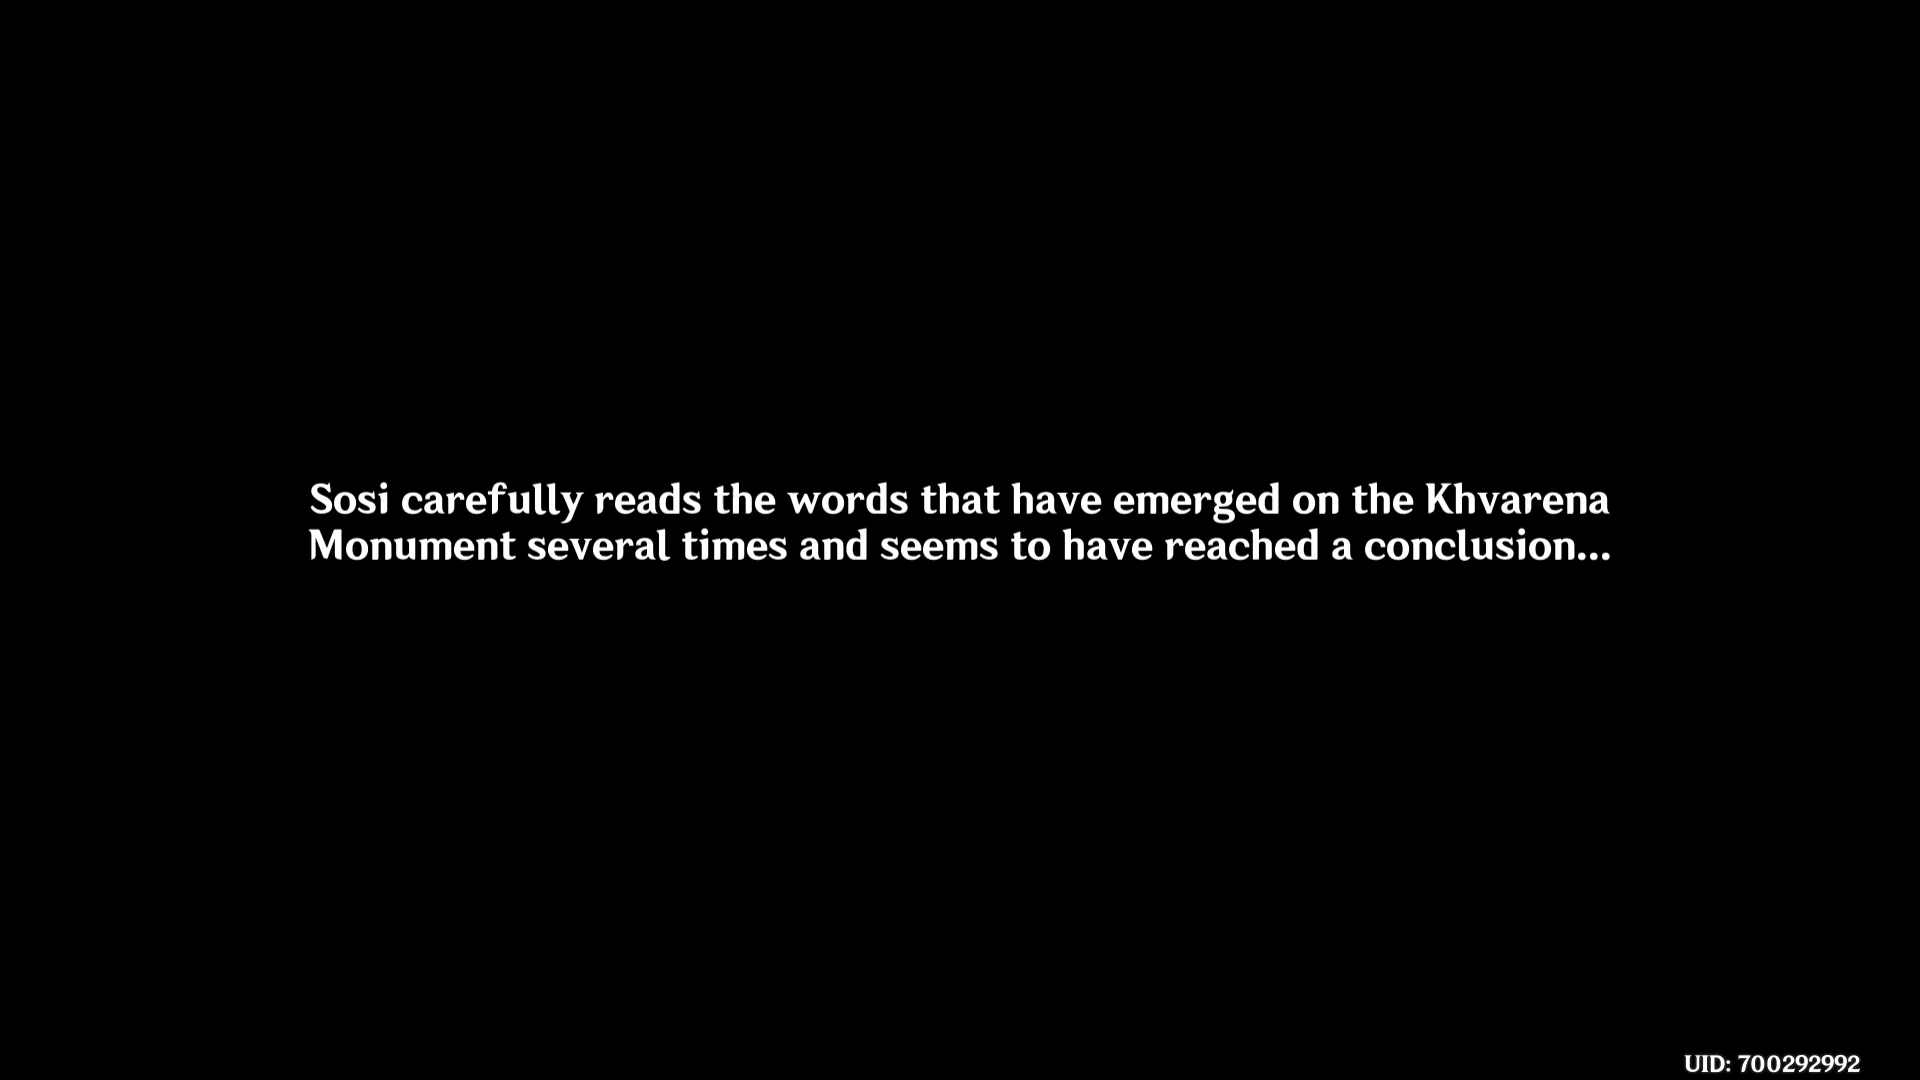 Sosi carefully reads the words that have emerged on the Khvarena
Monument several times and seems to have reached a conclusion...
UID: 700292992